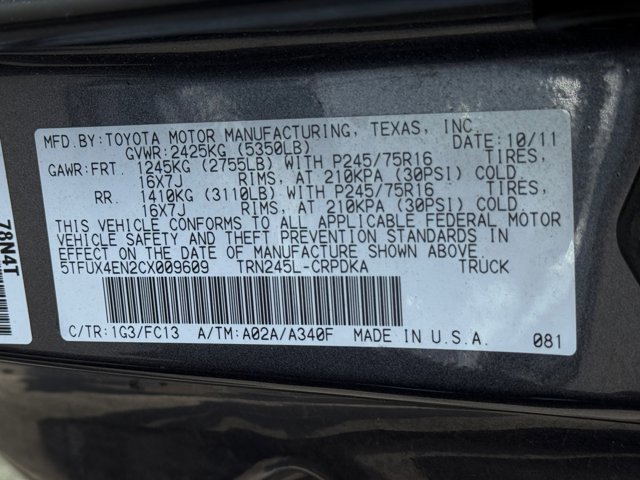 MFD.BY:TOYOTA MOTOR MANUFACTURING, TEXAS, INC.
GVWR:2425KG (5350LB) DATE:10/11
GAWR:FRT. 1245KG (2755LB) WITH P245/75R16 TIRES,
16X7J RIMS, AT 210KPA (30PSI) COLD.
RR. 1410KG (3110LB) WITH P245/75R16 TIRES,
16X7J RIMS, AT 210KPA (30PSI) COLD.
THIS VEHICLE CONFORMS TO ALL APPLICABLE FEDERAL MOTOR
VEHICLE SAFETY AND THEFT PREVENTION STANDARDS IN
EFFECT ON THE DATE OF MANUFACTURE SHOWN ABOVE.
5TFUX4EN2CX009609 TRN245L-CRPDKA TRUCK
C/TR:1G3/FC13 A/TM:A02A/A340F MADE IN U.S.A. 081
78N4T